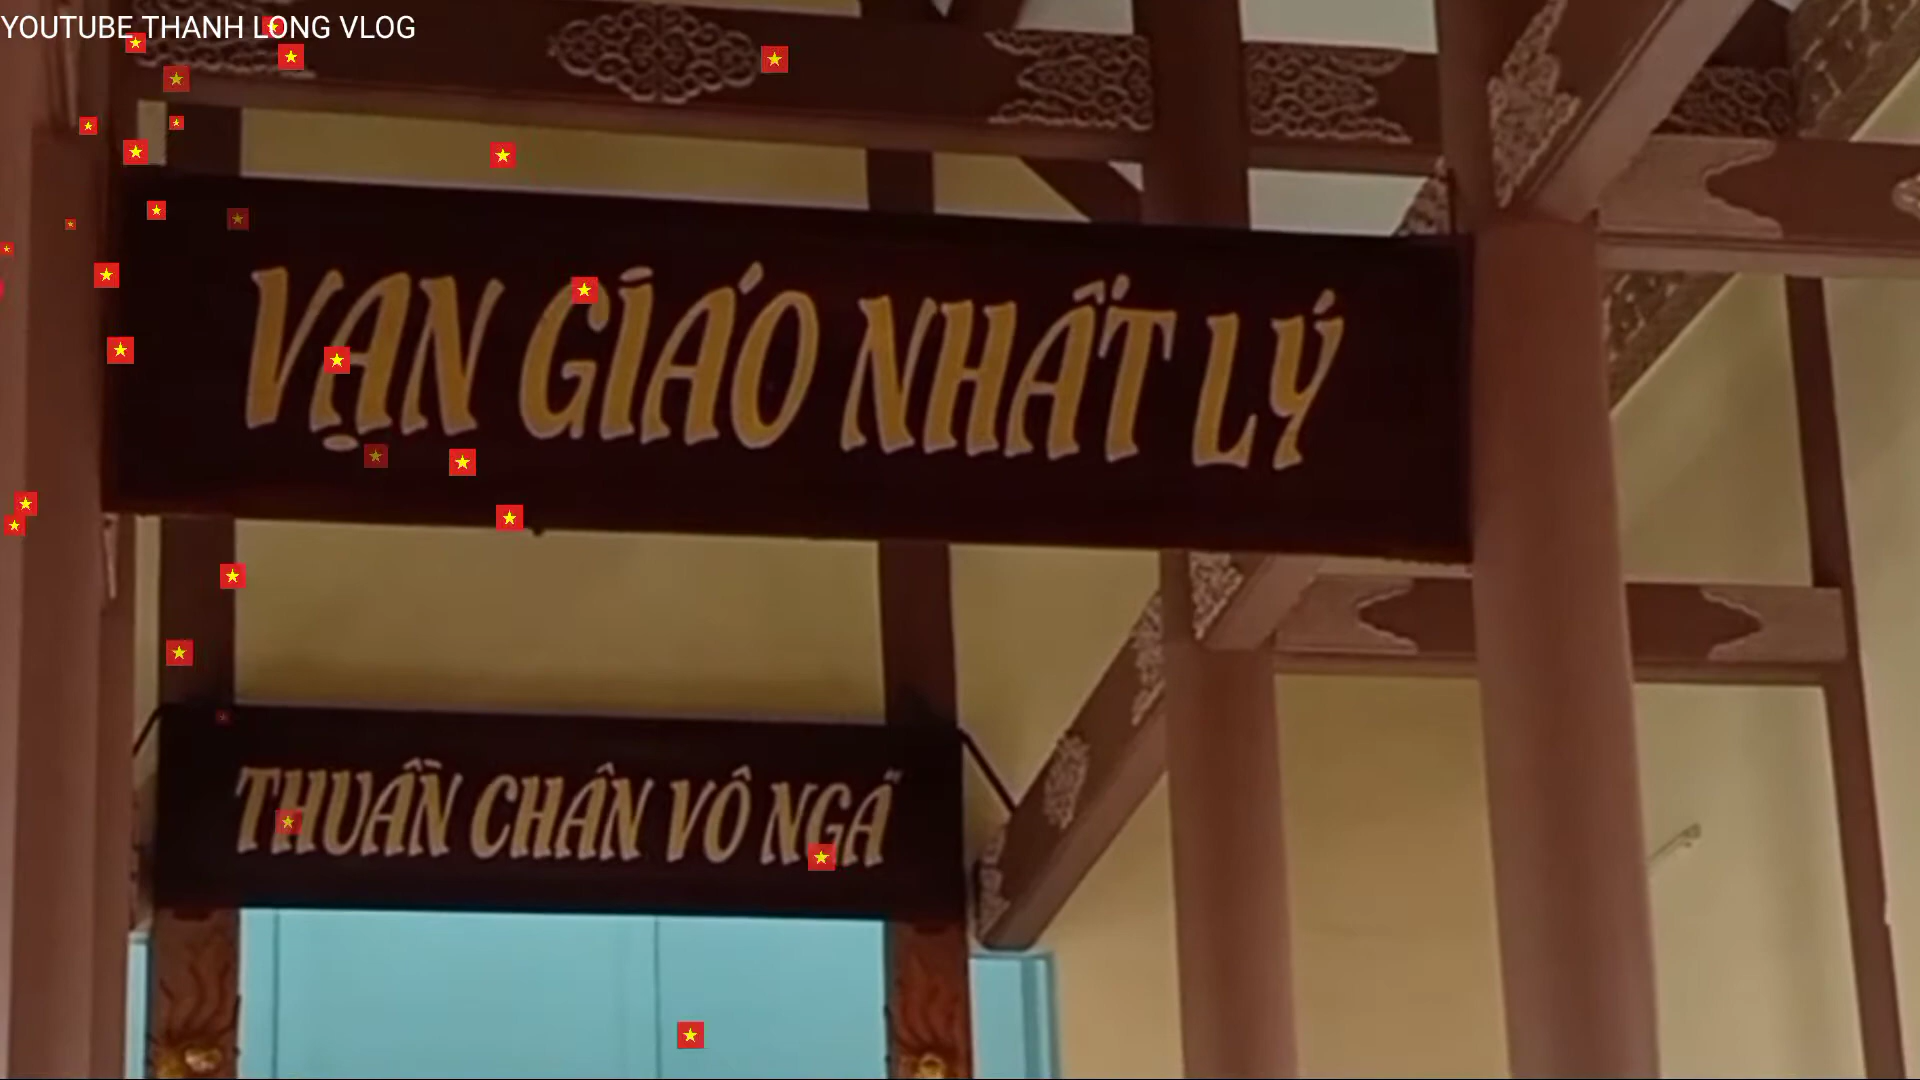 YOUTUBE THANH LONG VLOG
VẠN GIÁO NHẤT LÝ
THUẦN CHÂN VÔ NGÃ